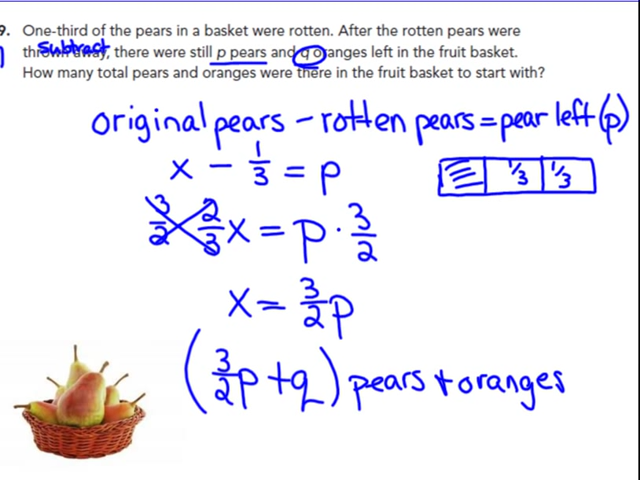 9. One-third of the pears in a basket were rotten. After the rotten pears were
subtract
away, there were still p pears and q oranges left in the fruit basket.
How many total pears and oranges were there in the fruit basket to start with?
original pears - rotten pears = pear left (p)
x - 1/3 = p
1/3 1/3
3/2 2/3 x = p · 3/2
x = 3/2 p
(3/2 p + q) pears + oranges